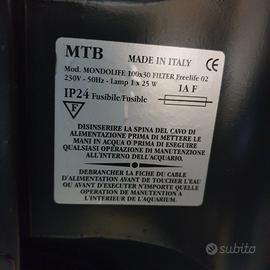 MTB MADE IN ITALY CE
Mod. MONDOLIFE 100x30 FILTER Freelife 02
230V - 50Hz - Lamp 1 x 25 W
IP24 Fusibile/Fusible 1A F
F
DISINSERIRE LA SPINA DEL CAVO DI
ALIMENTAZIONE PRIMA DI METTERE LE
MANI IN ACQUA O PRIMA DI ESEGUIRE
QUALSIASI OPERAZIONE DI MANUTENZIONE
ALL'INTERNO DELL'ACQUARIO.
DEBRANCHER LA FICHE DU CABLE
D'ALIMENTATION AVANT DE TOUCHER L'EAU
OU AVANT D'EXECUTER N'IMPORTE QUELLE
OPERATION DE MANUTENTION A
L'INTERIEUR DE L'AQUARIUM.
subito